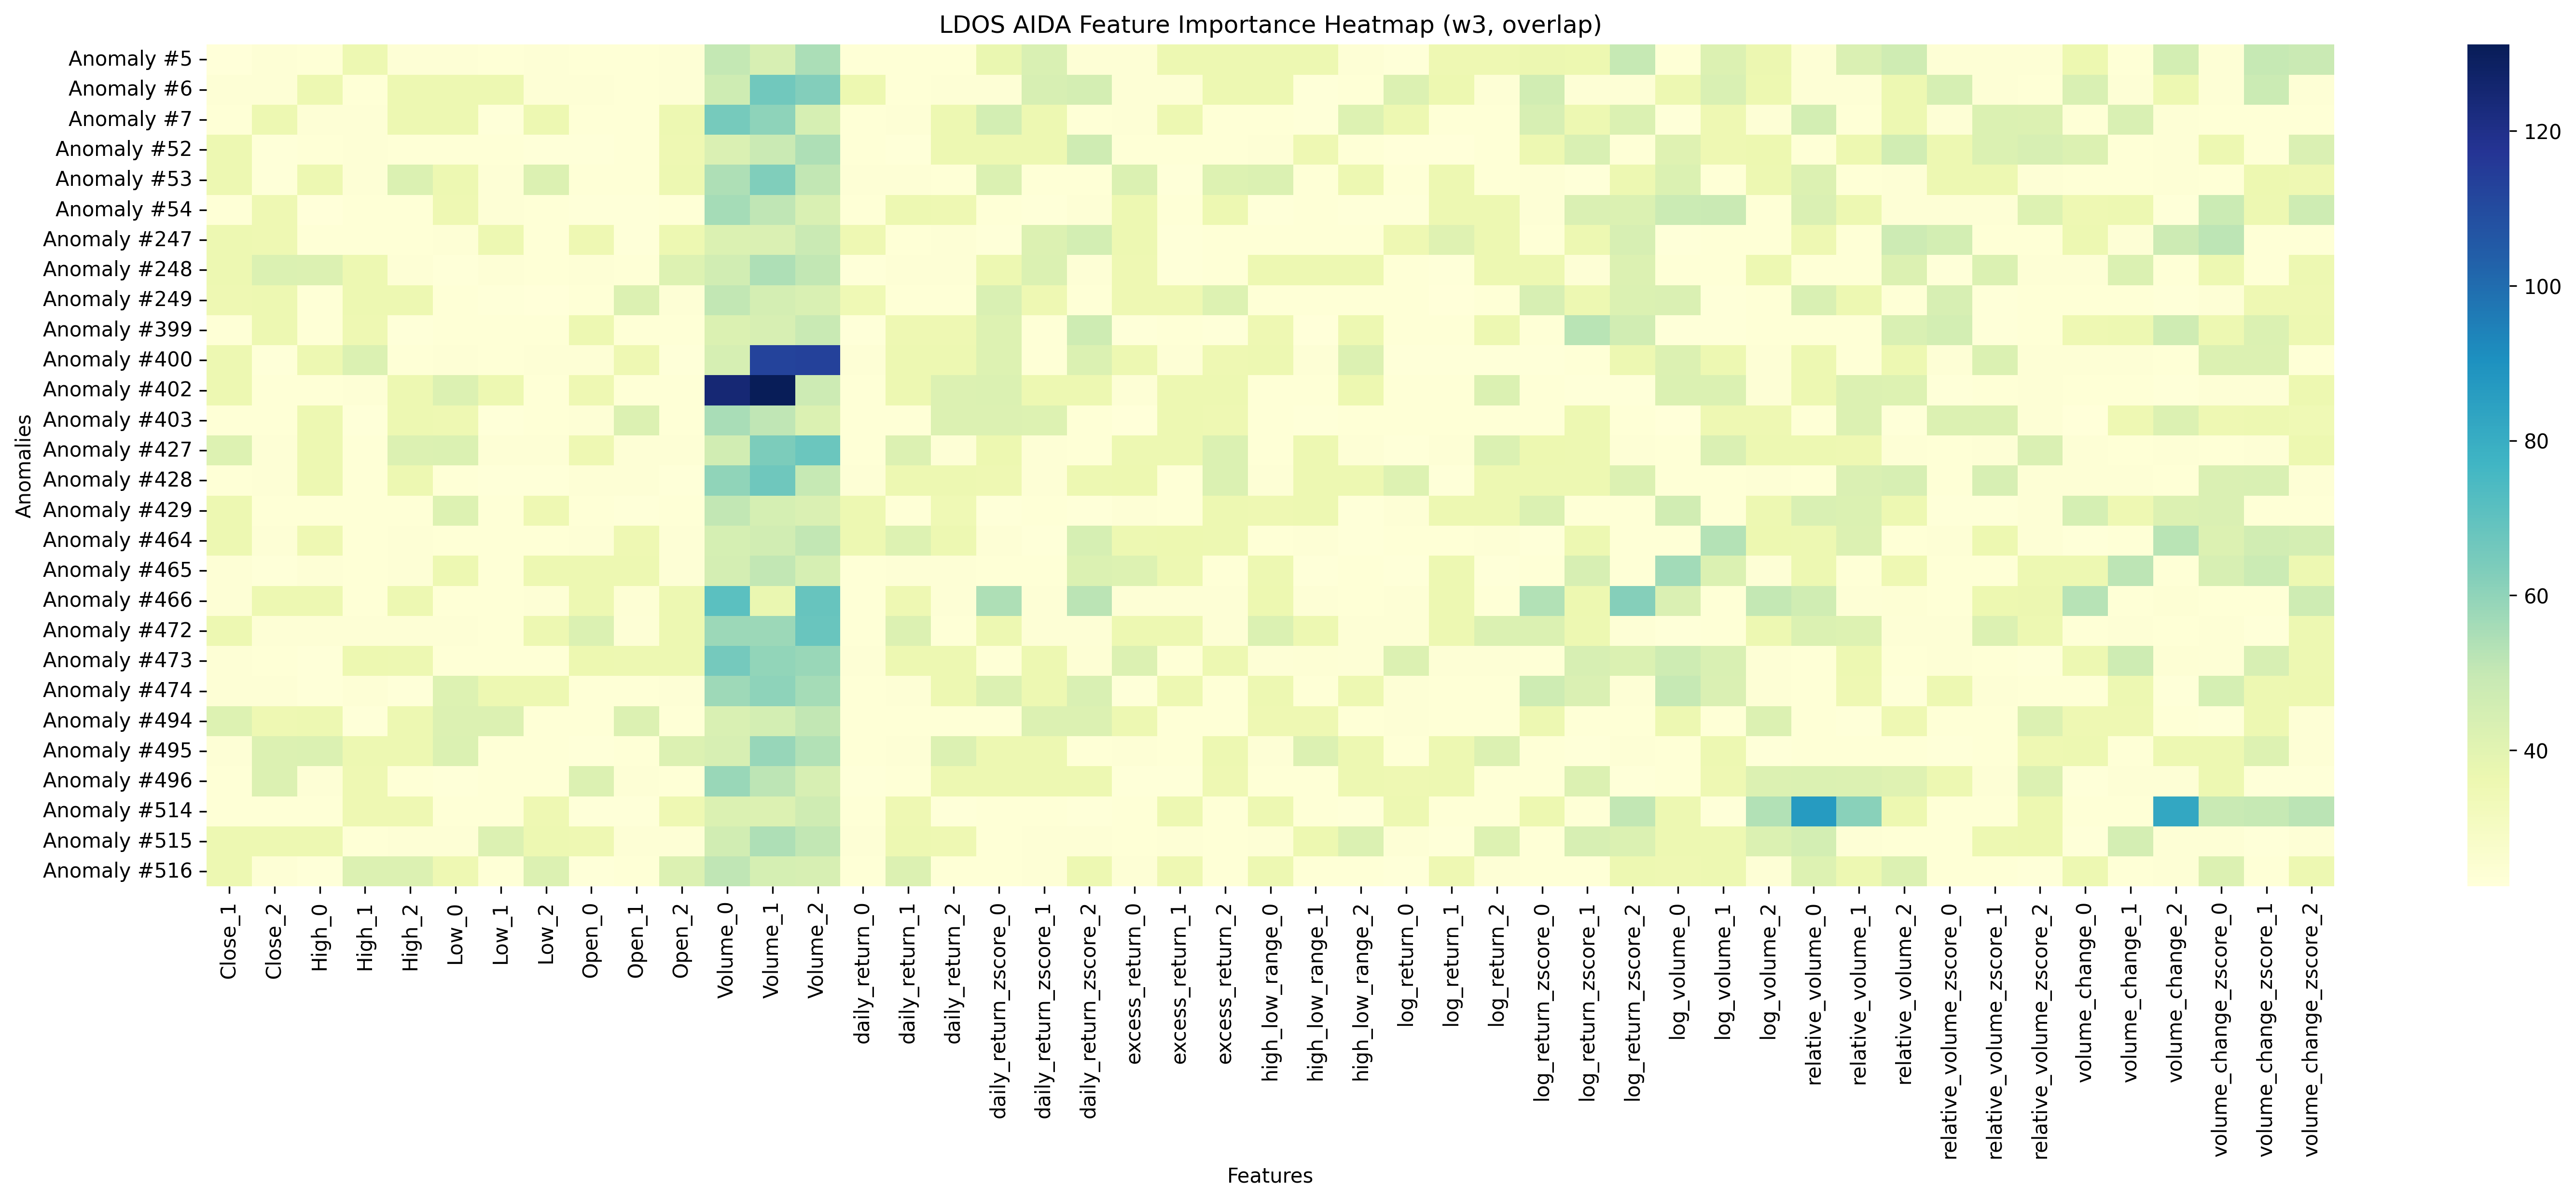 LDOS AIDA Feature Importance Heatmap (w3, overlap)
Anomalies
Anomaly #5
Anomaly #6
Anomaly #7
Anomaly #52
Anomaly #53
Anomaly #54
Anomaly #247
Anomaly #248
Anomaly #249
Anomaly #399
Anomaly #400
Anomaly #402
Anomaly #403
Anomaly #427
Anomaly #428
Anomaly #429
Anomaly #464
Anomaly #465
Anomaly #466
Anomaly #472
Anomaly #473
Anomaly #474
Anomaly #494
Anomaly #495
Anomaly #496
Anomaly #514
Anomaly #515
Anomaly #516
Close_1
Close_2
High_0
High_1
High_2
Low_0
Low_1
Low_2
Open_0
Open_1
Open_2
Volume_0
Volume_1
Volume_2
daily_return_0
daily_return_1
daily_return_2
daily_return_zscore_0
daily_return_zscore_1
daily_return_zscore_2
excess_return_0
excess_return_1
excess_return_2
high_low_range_0
high_low_range_1
high_low_range_2
log_return_0
log_return_1
log_return_2
log_return_zscore_0
log_return_zscore_1
log_return_zscore_2
log_volume_0
log_volume_1
log_volume_2
relative_volume_0
relative_volume_1
relative_volume_2
relative_volume_zscore_0
relative_volume_zscore_1
relative_volume_zscore_2
volume_change_0
volume_change_1
volume_change_2
volume_change_zscore_0
volume_change_zscore_1
volume_change_zscore_2
Features
120
100
80
60
40